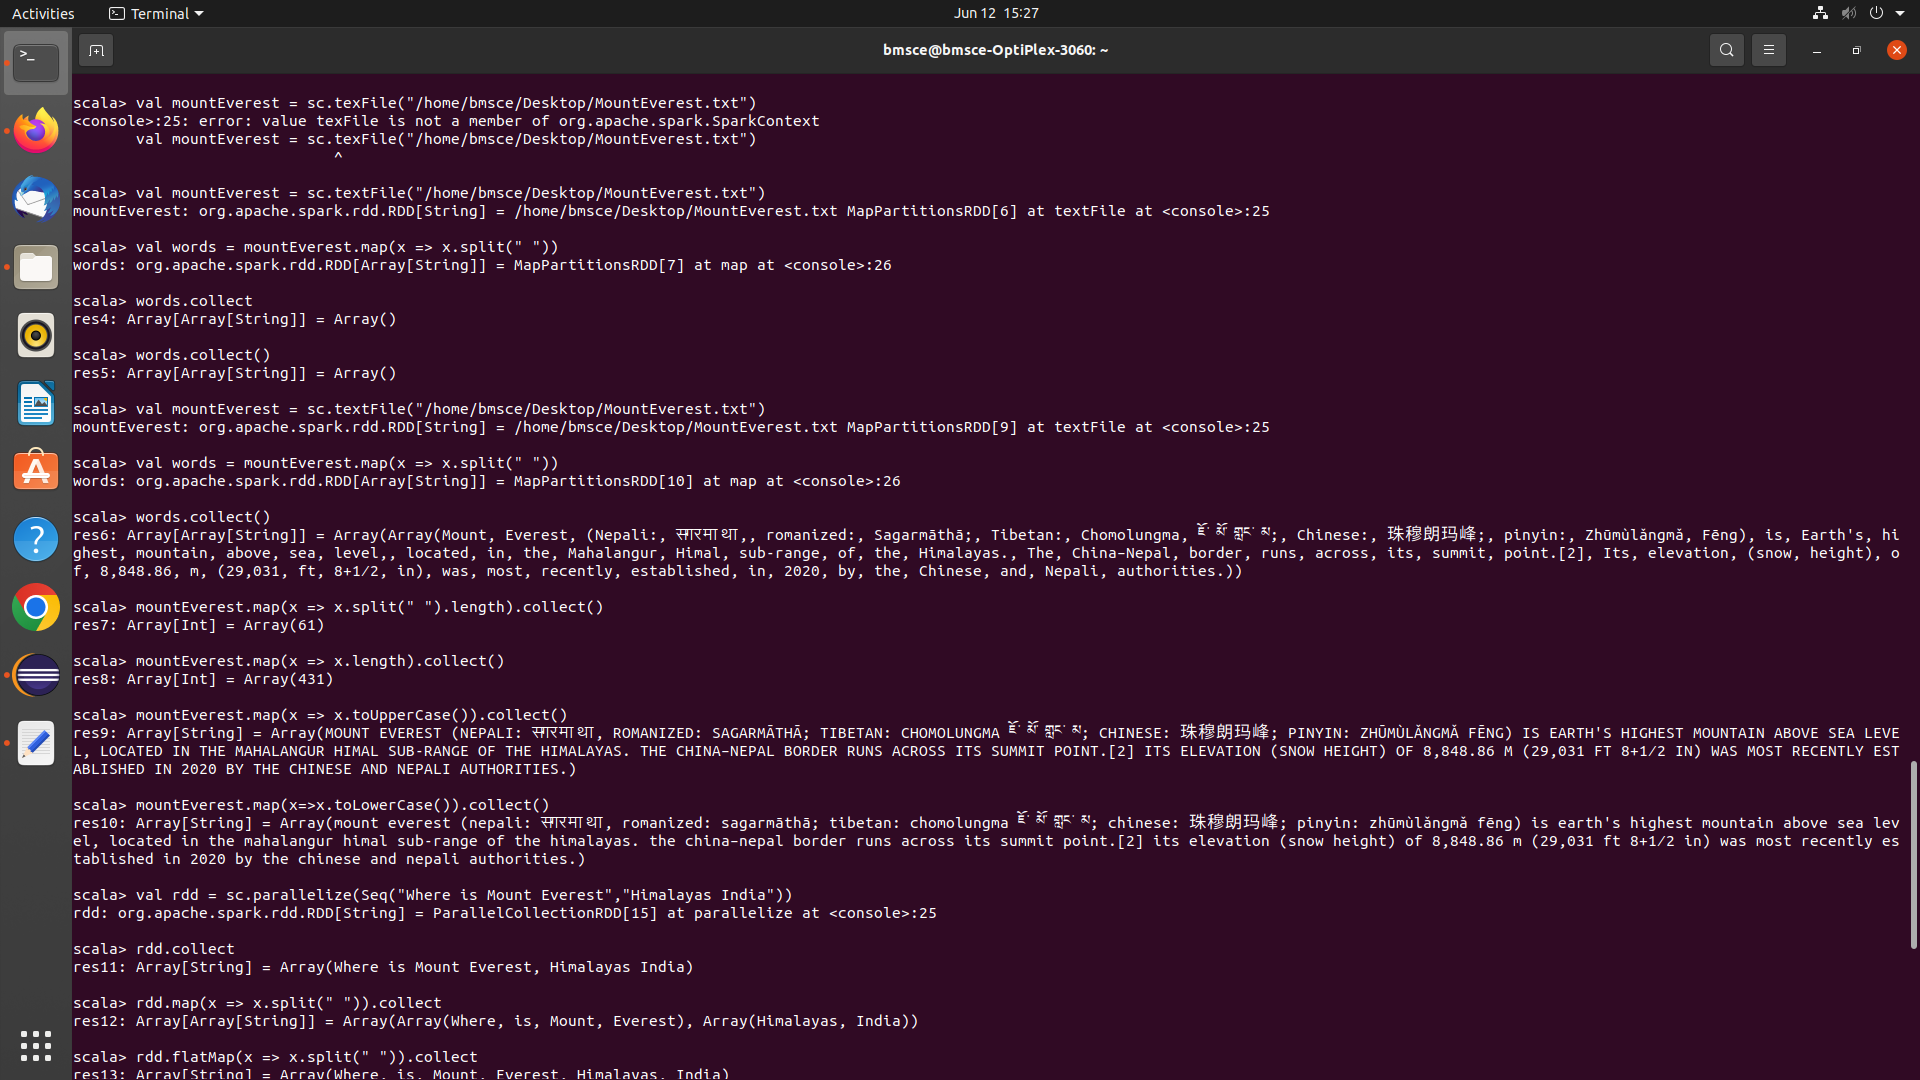 Activities
Terminal
Jun 12 15:27
bmsce@bmsce-OptiPlex-3060: ~
scala> val mountEverest = sc.texFile("/home/bmsce/Desktop/MountEverest.txt")
<console>:25: error: value texFile is not a member of org.apache.spark.SparkContext
       val mountEverest = sc.texFile("/home/bmsce/Desktop/MountEverest.txt")
                             ^
scala> val mountEverest = sc.textFile("/home/bmsce/Desktop/MountEverest.txt")
mountEverest: org.apache.spark.rdd.RDD[String] = /home/bmsce/Desktop/MountEverest.txt MapPartitionsRDD[6] at textFile at <console>:25
scala> val words = mountEverest.map(x => x.split(" "))
words: org.apache.spark.rdd.RDD[Array[String]] = MapPartitionsRDD[7] at map at <console>:26
scala> words.collect
res4: Array[Array[String]] = Array()
scala> words.collect()
res5: Array[Array[String]] = Array()
scala> val mountEverest = sc.textFile("/home/bmsce/Desktop/MountEverest.txt")
mountEverest: org.apache.spark.rdd.RDD[String] = /home/bmsce/Desktop/MountEverest.txt MapPartitionsRDD[9] at textFile at <console>:25
scala> val words = mountEverest.map(x => x.split(" "))
words: org.apache.spark.rdd.RDD[Array[String]] = MapPartitionsRDD[10] at map at <console>:26
scala> words.collect()
res6: Array[Array[String]] = Array(Array(Mount, Everest, (Nepali:, सगरमाथा,, romanized:, Sagarmāthā;, Tibetan:, Chomolungma, ཇོ་མོ་གླང་མ;, Chinese:, 珠穆朗玛峰;, pinyin:, Zhūmùlǎngmǎ, Fēng), is, Earth's, hi
ghest, mountain, above, sea, level,, located, in, the, Mahalangur, Himal, sub-range, of, the, Himalayas., The, China–Nepal, border, runs, across, its, summit, point.[2], Its, elevation, (snow, height), o
f, 8,848.86, m, (29,031, ft, 8+1⁄2, in), was, most, recently, established, in, 2020, by, the, Chinese, and, Nepali, authorities.))
scala> mountEverest.map(x => x.split(" ").length).collect()
res7: Array[Int] = Array(61)
scala> mountEverest.map(x => x.length).collect()
res8: Array[Int] = Array(431)
scala> mountEverest.map(x => x.toUpperCase()).collect()
res9: Array[String] = Array(MOUNT EVEREST (NEPALI: सगरमाथा, ROMANIZED: SAGARMĀTHĀ; TIBETAN: CHOMOLUNGMA ཇོ་མོ་གླང་མ; CHINESE: 珠穆朗玛峰; PINYIN: ZHŪMÙLǍNGMǍ FĒNG) IS EARTH'S HIGHEST MOUNTAIN ABOVE SEA LEVE
L, LOCATED IN THE MAHALANGUR HIMAL SUB-RANGE OF THE HIMALAYAS. THE CHINA–NEPAL BORDER RUNS ACROSS ITS SUMMIT POINT.[2] ITS ELEVATION (SNOW HEIGHT) OF 8,848.86 M (29,031 FT 8+1⁄2 IN) WAS MOST RECENTLY EST
ABLISHED IN 2020 BY THE CHINESE AND NEPALI AUTHORITIES.)
scala> mountEverest.map(x=>x.toLowerCase()).collect()
res10: Array[String] = Array(mount everest (nepali: सगरमाथा, romanized: sagarmāthā; tibetan: chomolungma ཇོ་མོ་གླང་མ; chinese: 珠穆朗玛峰; pinyin: zhūmùlǎngmǎ fēng) is earth's highest mountain above sea lev
el, located in the mahalangur himal sub-range of the himalayas. the china–nepal border runs across its summit point.[2] its elevation (snow height) of 8,848.86 m (29,031 ft 8+1⁄2 in) was most recently es
tablished in 2020 by the chinese and nepali authorities.)
scala> val rdd = sc.parallelize(Seq("Where is Mount Everest","Himalayas India"))
rdd: org.apache.spark.rdd.RDD[String] = ParallelCollectionRDD[15] at parallelize at <console>:25
scala> rdd.collect
res11: Array[String] = Array(Where is Mount Everest, Himalayas India)
scala> rdd.map(x => x.split(" ")).collect
res12: Array[Array[String]] = Array(Array(Where, is, Mount, Everest), Array(Himalayas, India))
scala> rdd.flatMap(x => x.split(" ")).collect
res13: Array[String] = Array(Where, is, Mount, Everest, Himalayas, India)